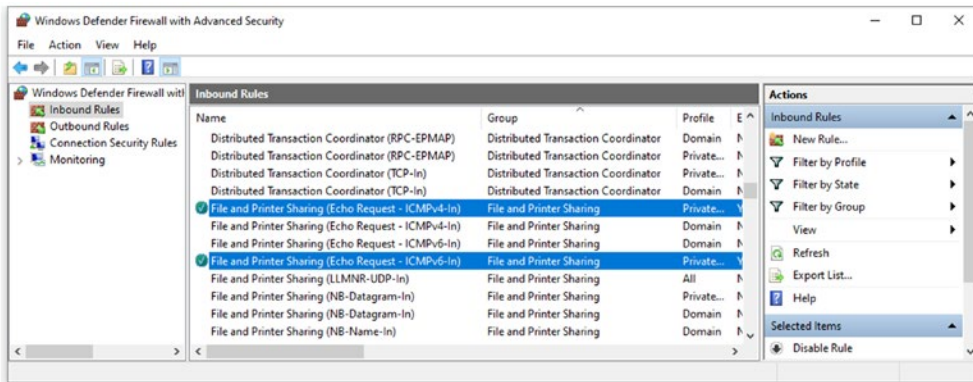 Windows Defender Firewall with Advanced Security
File Action View Help
Windows Defender Firewall with
Inbound Rules
Outbound Rules
Connection Security Rules
Monitoring
Inbound Rules
Name Group Profile E
Distributed Transaction Coordinator (RPC-EPMAP) Distributed Transaction Coordinator Domain N
Distributed Transaction Coordinator (RPC-EPMAP) Distributed Transaction Coordinator Private... N
Distributed Transaction Coordinator (TCP-In) Distributed Transaction Coordinator Private... N
Distributed Transaction Coordinator (TCP-In) Distributed Transaction Coordinator Domain N
File and Printer Sharing (Echo Request - ICMPv4-In) File and Printer Sharing Private... Y
File and Printer Sharing (Echo Request - ICMPv4-In) File and Printer Sharing Domain N
File and Printer Sharing (Echo Request - ICMPv6-In) File and Printer Sharing Domain N
File and Printer Sharing (Echo Request - ICMPv6-In) File and Printer Sharing Private... Y
File and Printer Sharing (LLMNR-UDP-In) File and Printer Sharing All N
File and Printer Sharing (NB-Datagram-In) File and Printer Sharing Private... N
File and Printer Sharing (NB-Datagram-In) File and Printer Sharing Domain N
File and Printer Sharing (NB-Name-In) File and Printer Sharing Domain N
Actions
Inbound Rules
New Rule...
Filter by Profile
Filter by State
Filter by Group
View
Refresh
Export List...
Help
Selected Items
Disable Rule